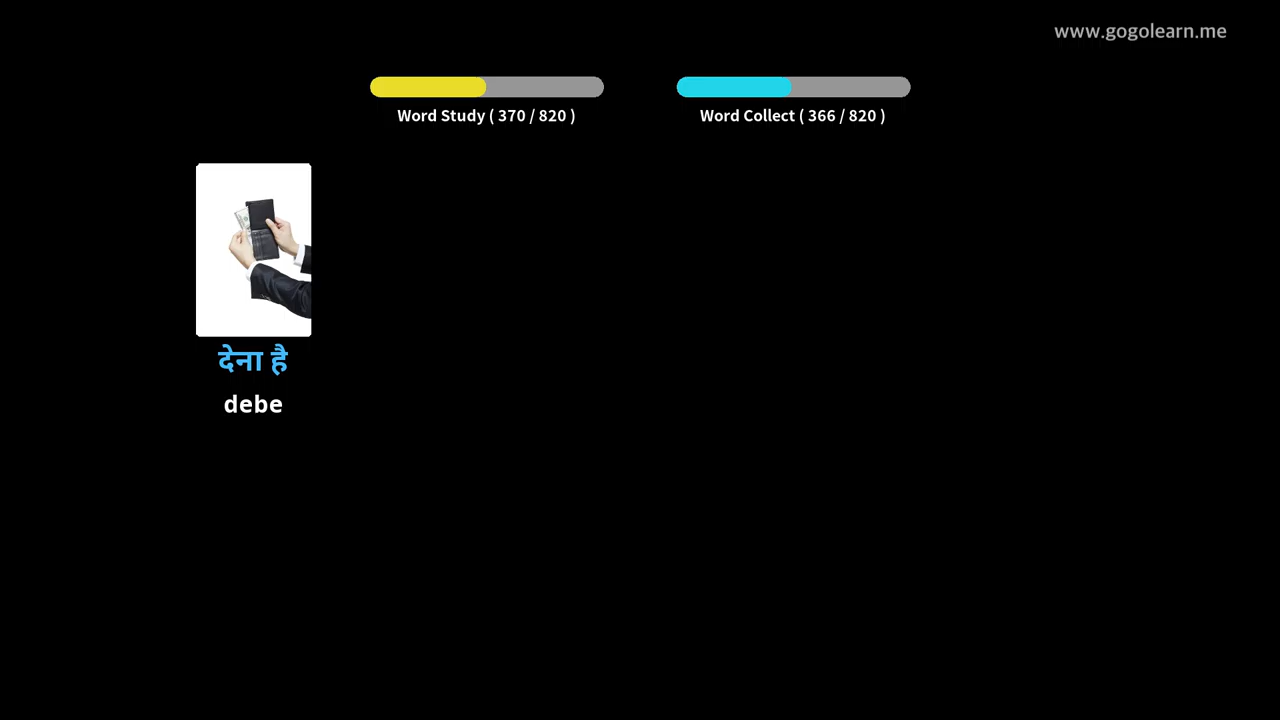 www.gogolearn.me
Word Study ( 370 / 820 )
Word Collect ( 366 / 820 )
देना है
debe